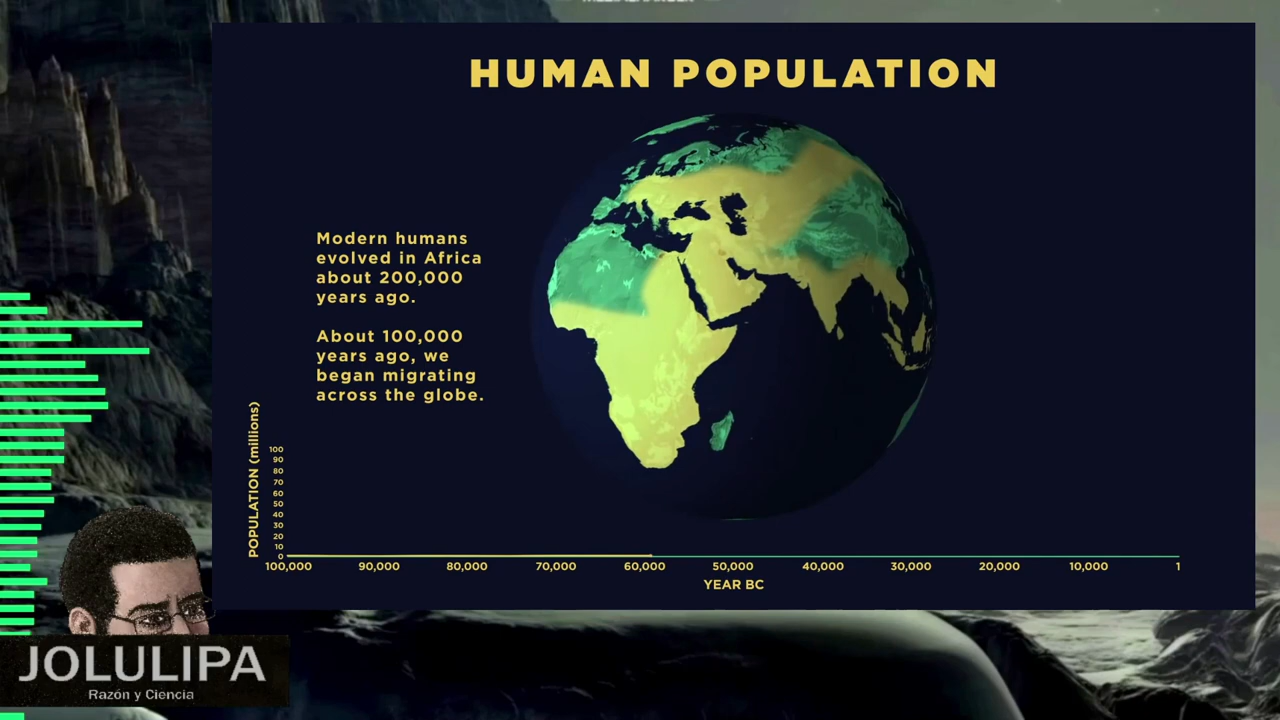 HUMAN POPULATION
Modern humans
evolved in Africa
about 200,000
years ago.
About 100,000
years ago, we
began migrating
across the globe.
POPULATION (millions)
100
90
80
70
60
50
40
30
20
10
0
100,000 90,000 80,000 70,000 60,000 50,000 40,000 30,000 20,000 10,000 1
YEAR BC
JOLULIPA
Razón y Ciencia